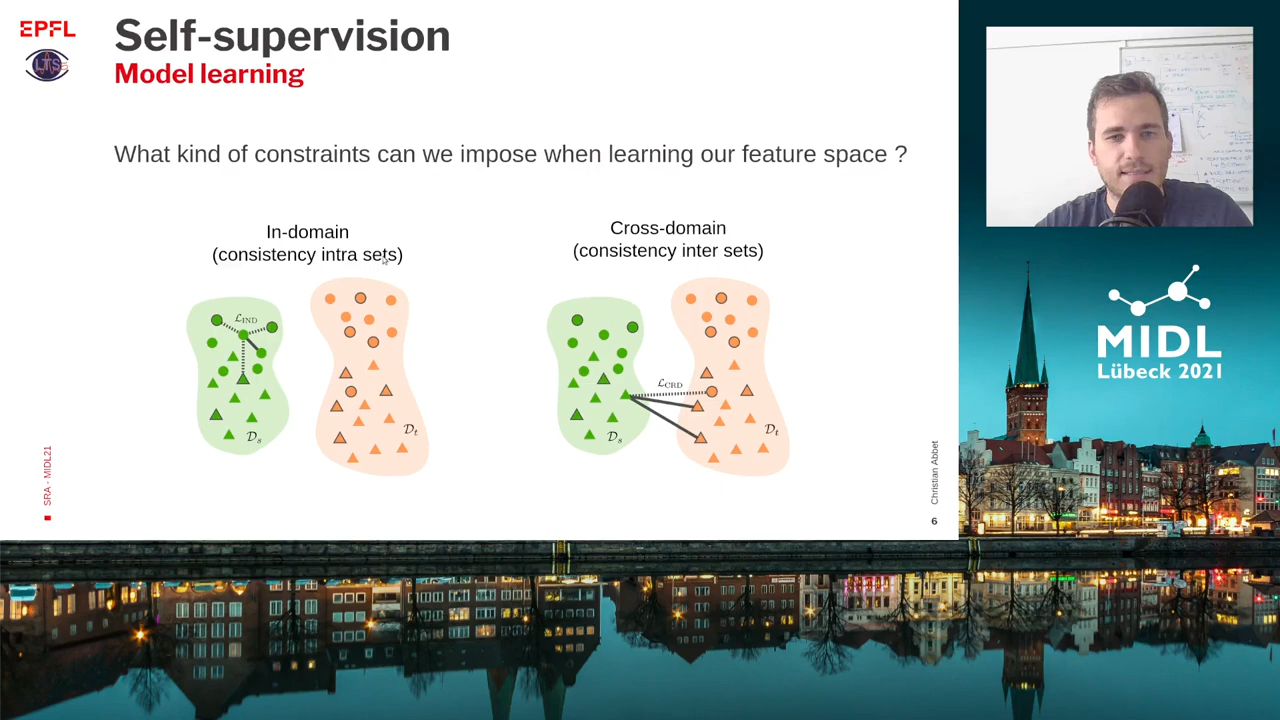 EPFL
LTS5
Self-supervision
Model learning
What kind of constraints can we impose when learning our feature space ?
In-domain
(consistency intra sets)
Cross-domain
(consistency inter sets)
ℒIND
𝒟s
𝒟t
ℒCRD
𝒟s
𝒟t
SRA - MIDL21
Christian Abbet
6
MIDL
Lübeck 2021